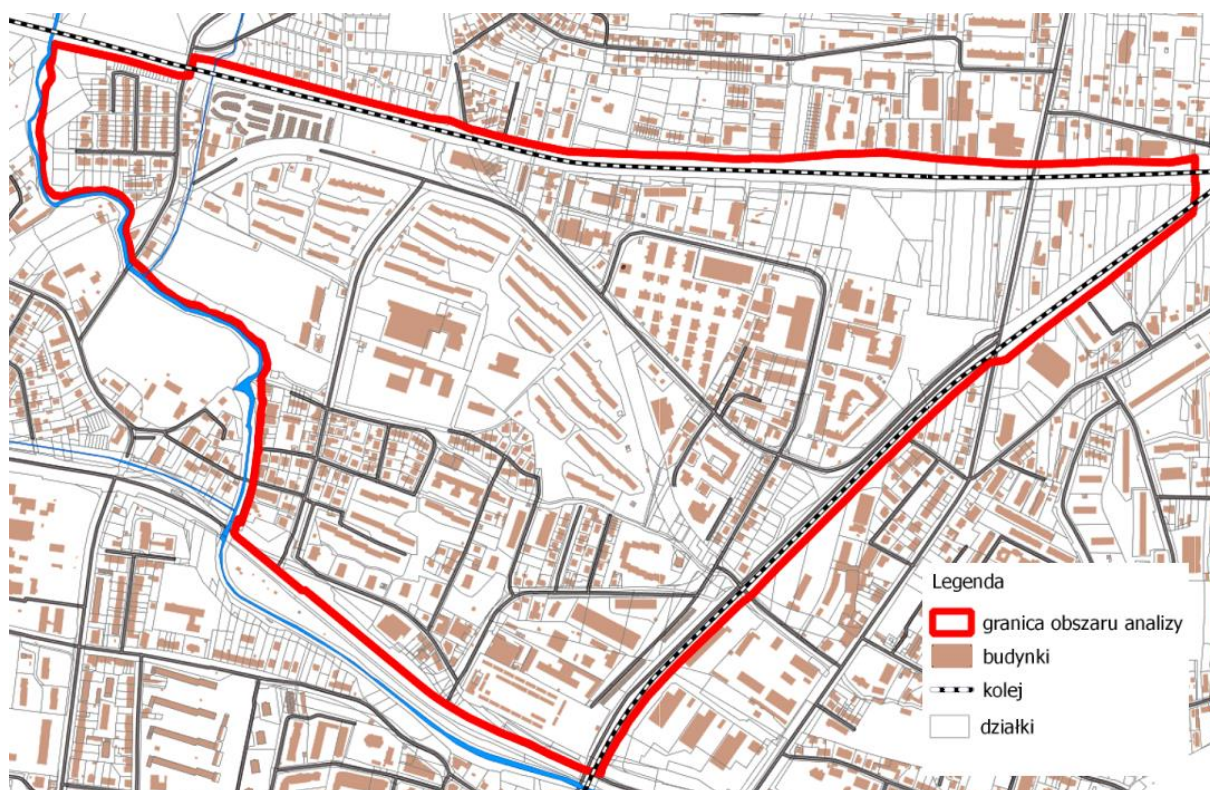 Legenda
granica obszaru analizy
budynki
kolej
działki